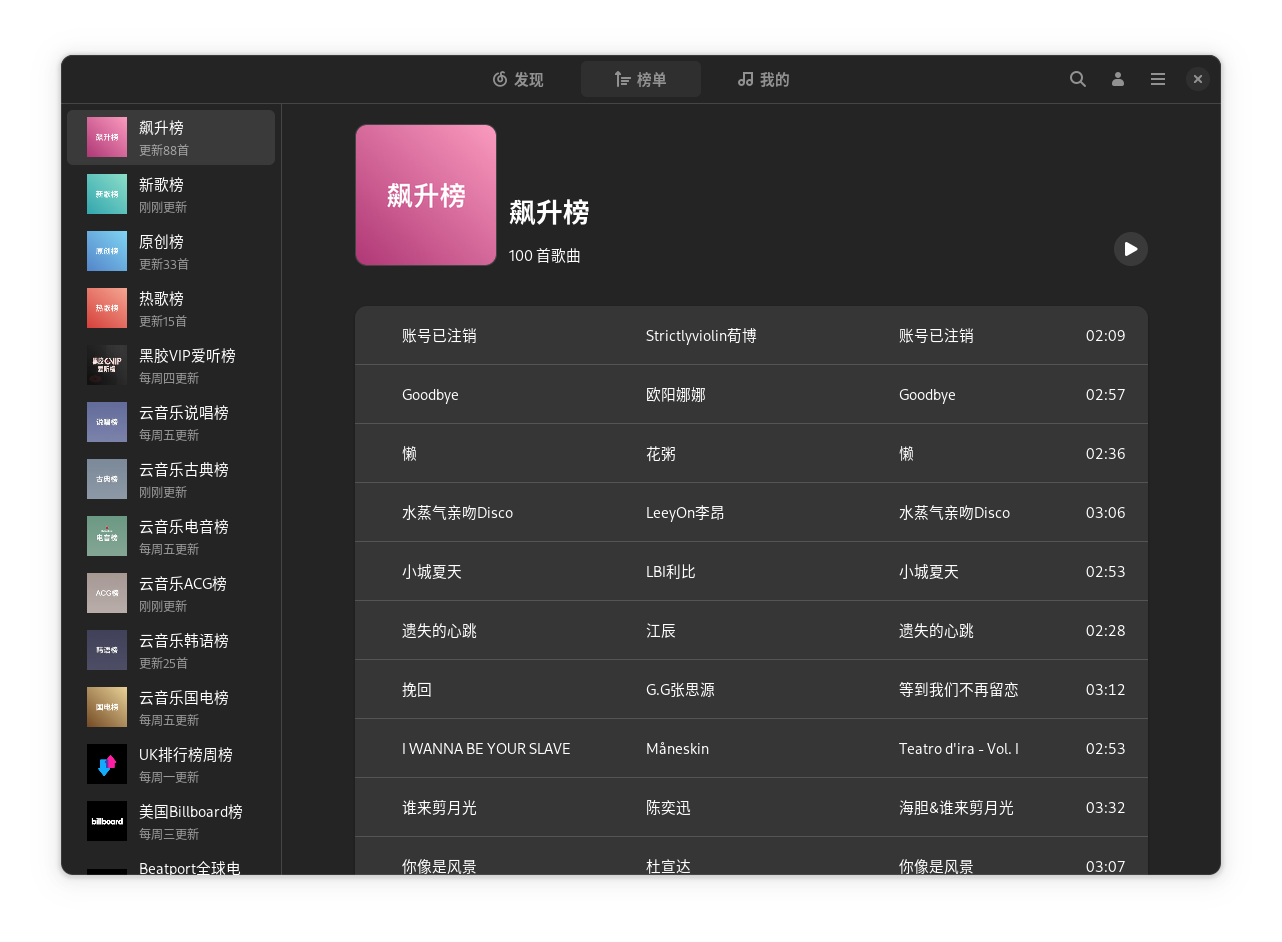 发现
榜单
我的
飙升榜
飙升榜
更新88首
新歌榜
新歌榜
刚刚更新
原创榜
原创榜
更新33首
热歌榜
热歌榜
更新15首
黑胶VIP爱听榜
每周四更新
说唱榜
云音乐说唱榜
每周五更新
古典榜
云音乐古典榜
刚刚更新
电音榜
云音乐电音榜
每周五更新
ACG榜
云音乐ACG榜
刚刚更新
韩语榜
云音乐韩语榜
更新25首
国电榜
云音乐国电榜
每周五更新
UK排行榜周榜
每周一更新
billboard
美国Billboard榜
每周三更新
Beatport全球电
飙升榜
飙升榜
100 首歌曲
账号已注销 Strictlyviolin荀博 账号已注销 02:09
Goodbye 欧阳娜娜 Goodbye 02:57
懒 花粥 懒 02:36
水蒸气亲吻Disco LeeyOn李昂 水蒸气亲吻Disco 03:06
小城夏天 LBI利比 小城夏天 02:53
遗失的心跳 江辰 遗失的心跳 02:28
挽回 G.G张思源 等到我们不再留恋 03:12
I WANNA BE YOUR SLAVE Måneskin Teatro d'ira - Vol. I 02:53
谁来剪月光 陈奕迅 海胆&谁来剪月光 03:32
你像是风景 杜宣达 你像是风景 03:07